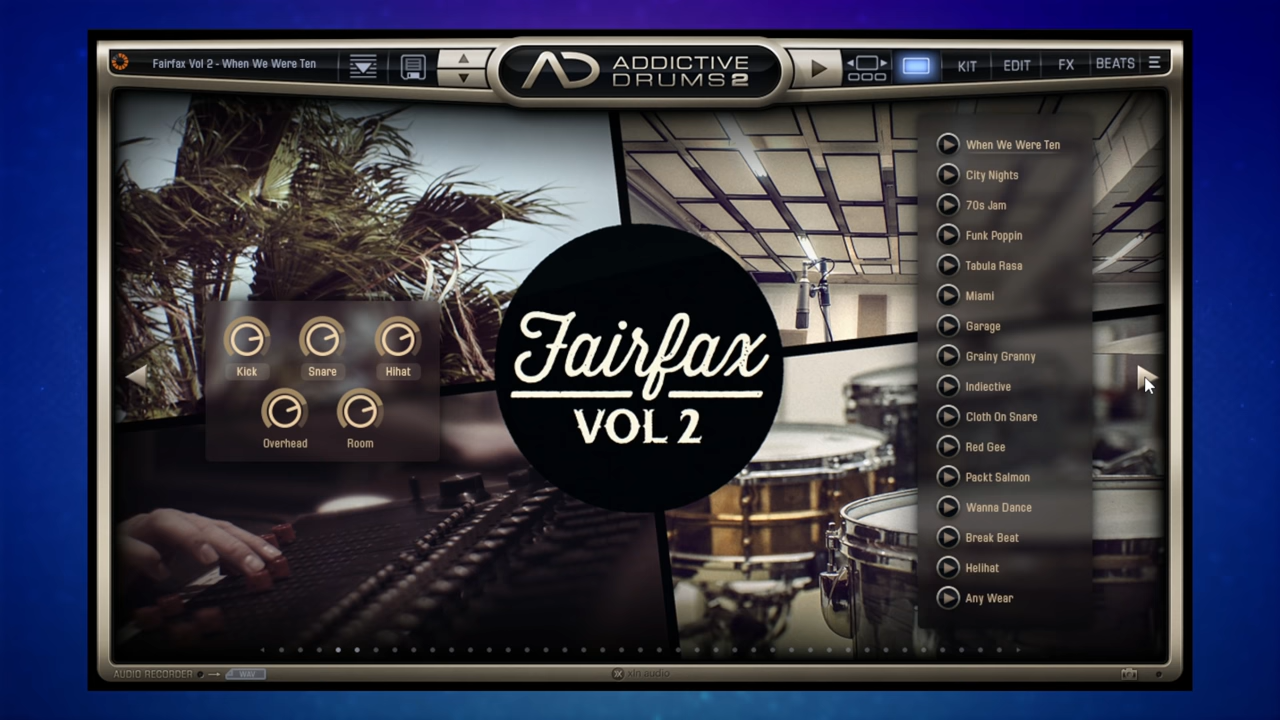 Fairfax Vol 2 - When We Were Ten
AD ADDICTIVE
DRUMS 2
KIT
EDIT
FX
BEATS
When We Were Ten
City Nights
70s Jam
Funk Poppin
Tabula Rasa
Miami
Garage
Grainy Granny
Indiective
Cloth On Snare
Red Gee
Packt Salmon
Wanna Dance
Break Beat
Helihat
Any Wear
Kick
Snare
Hihat
Overhead
Room
Fairfax
VOL 2
AUDIO RECORDER
WAV
xln audio